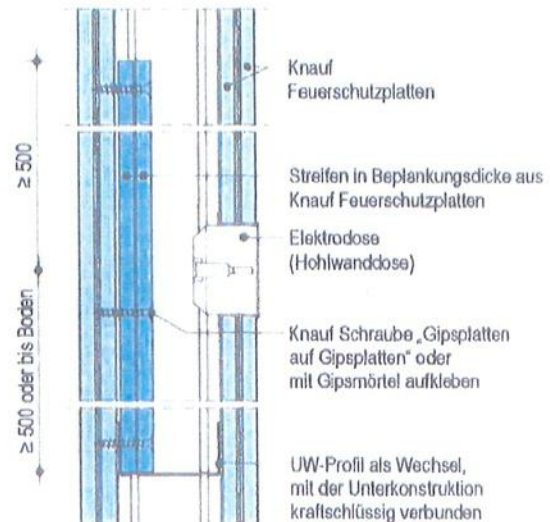 Knauf
Feuerschutzplatten
≥ 500
Streifen in Beplankungsdicke aus
Knauf Feuerschutzplatten
Elektrodose
(Hohlwanddose)
≥ 500 oder bis Boden
Knauf Schraube „Gipsplatten
auf Gipsplatten“ oder
mit Gipsmörtel aufkleben
UW-Profil als Wechsel,
mit der Unterkonstruktion
kraftschlüssig verbunden